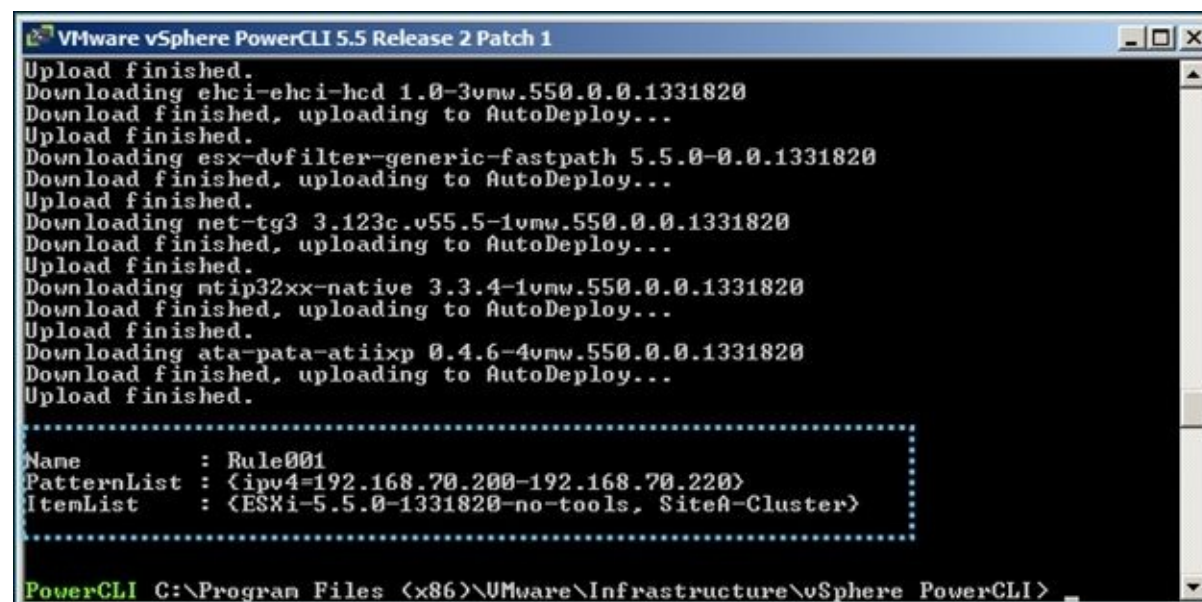 VMware vSphere PowerCLI 5.5 Release 2 Patch 1
Upload finished.
Downloading ehci-ehci-hcd 1.0-3vmw.550.0.0.1331820
Download finished, uploading to AutoDeploy...
Upload finished.
Downloading esx-dvfilter-generic-fastpath 5.5.0-0.0.1331820
Download finished, uploading to AutoDeploy...
Upload finished.
Downloading net-tg3 3.123c.v55.5-1vmw.550.0.0.1331820
Download finished, uploading to AutoDeploy...
Upload finished.
Downloading mtip32xx-native 3.3.4-1vmw.550.0.0.1331820
Download finished, uploading to AutoDeploy...
Upload finished.
Downloading ata-pata-atiixp 0.4.6-4vmw.550.0.0.1331820
Download finished, uploading to AutoDeploy...
Upload finished.
Name : Rule001
PatternList : {ipv4=192.168.70.200-192.168.70.220}
ItemList : {ESXi-5.5.0-1331820-no-tools, SiteA-Cluster}
PowerCLI C:\Program Files (x86)\VMware\Infrastructure\vSphere PowerCLI> _